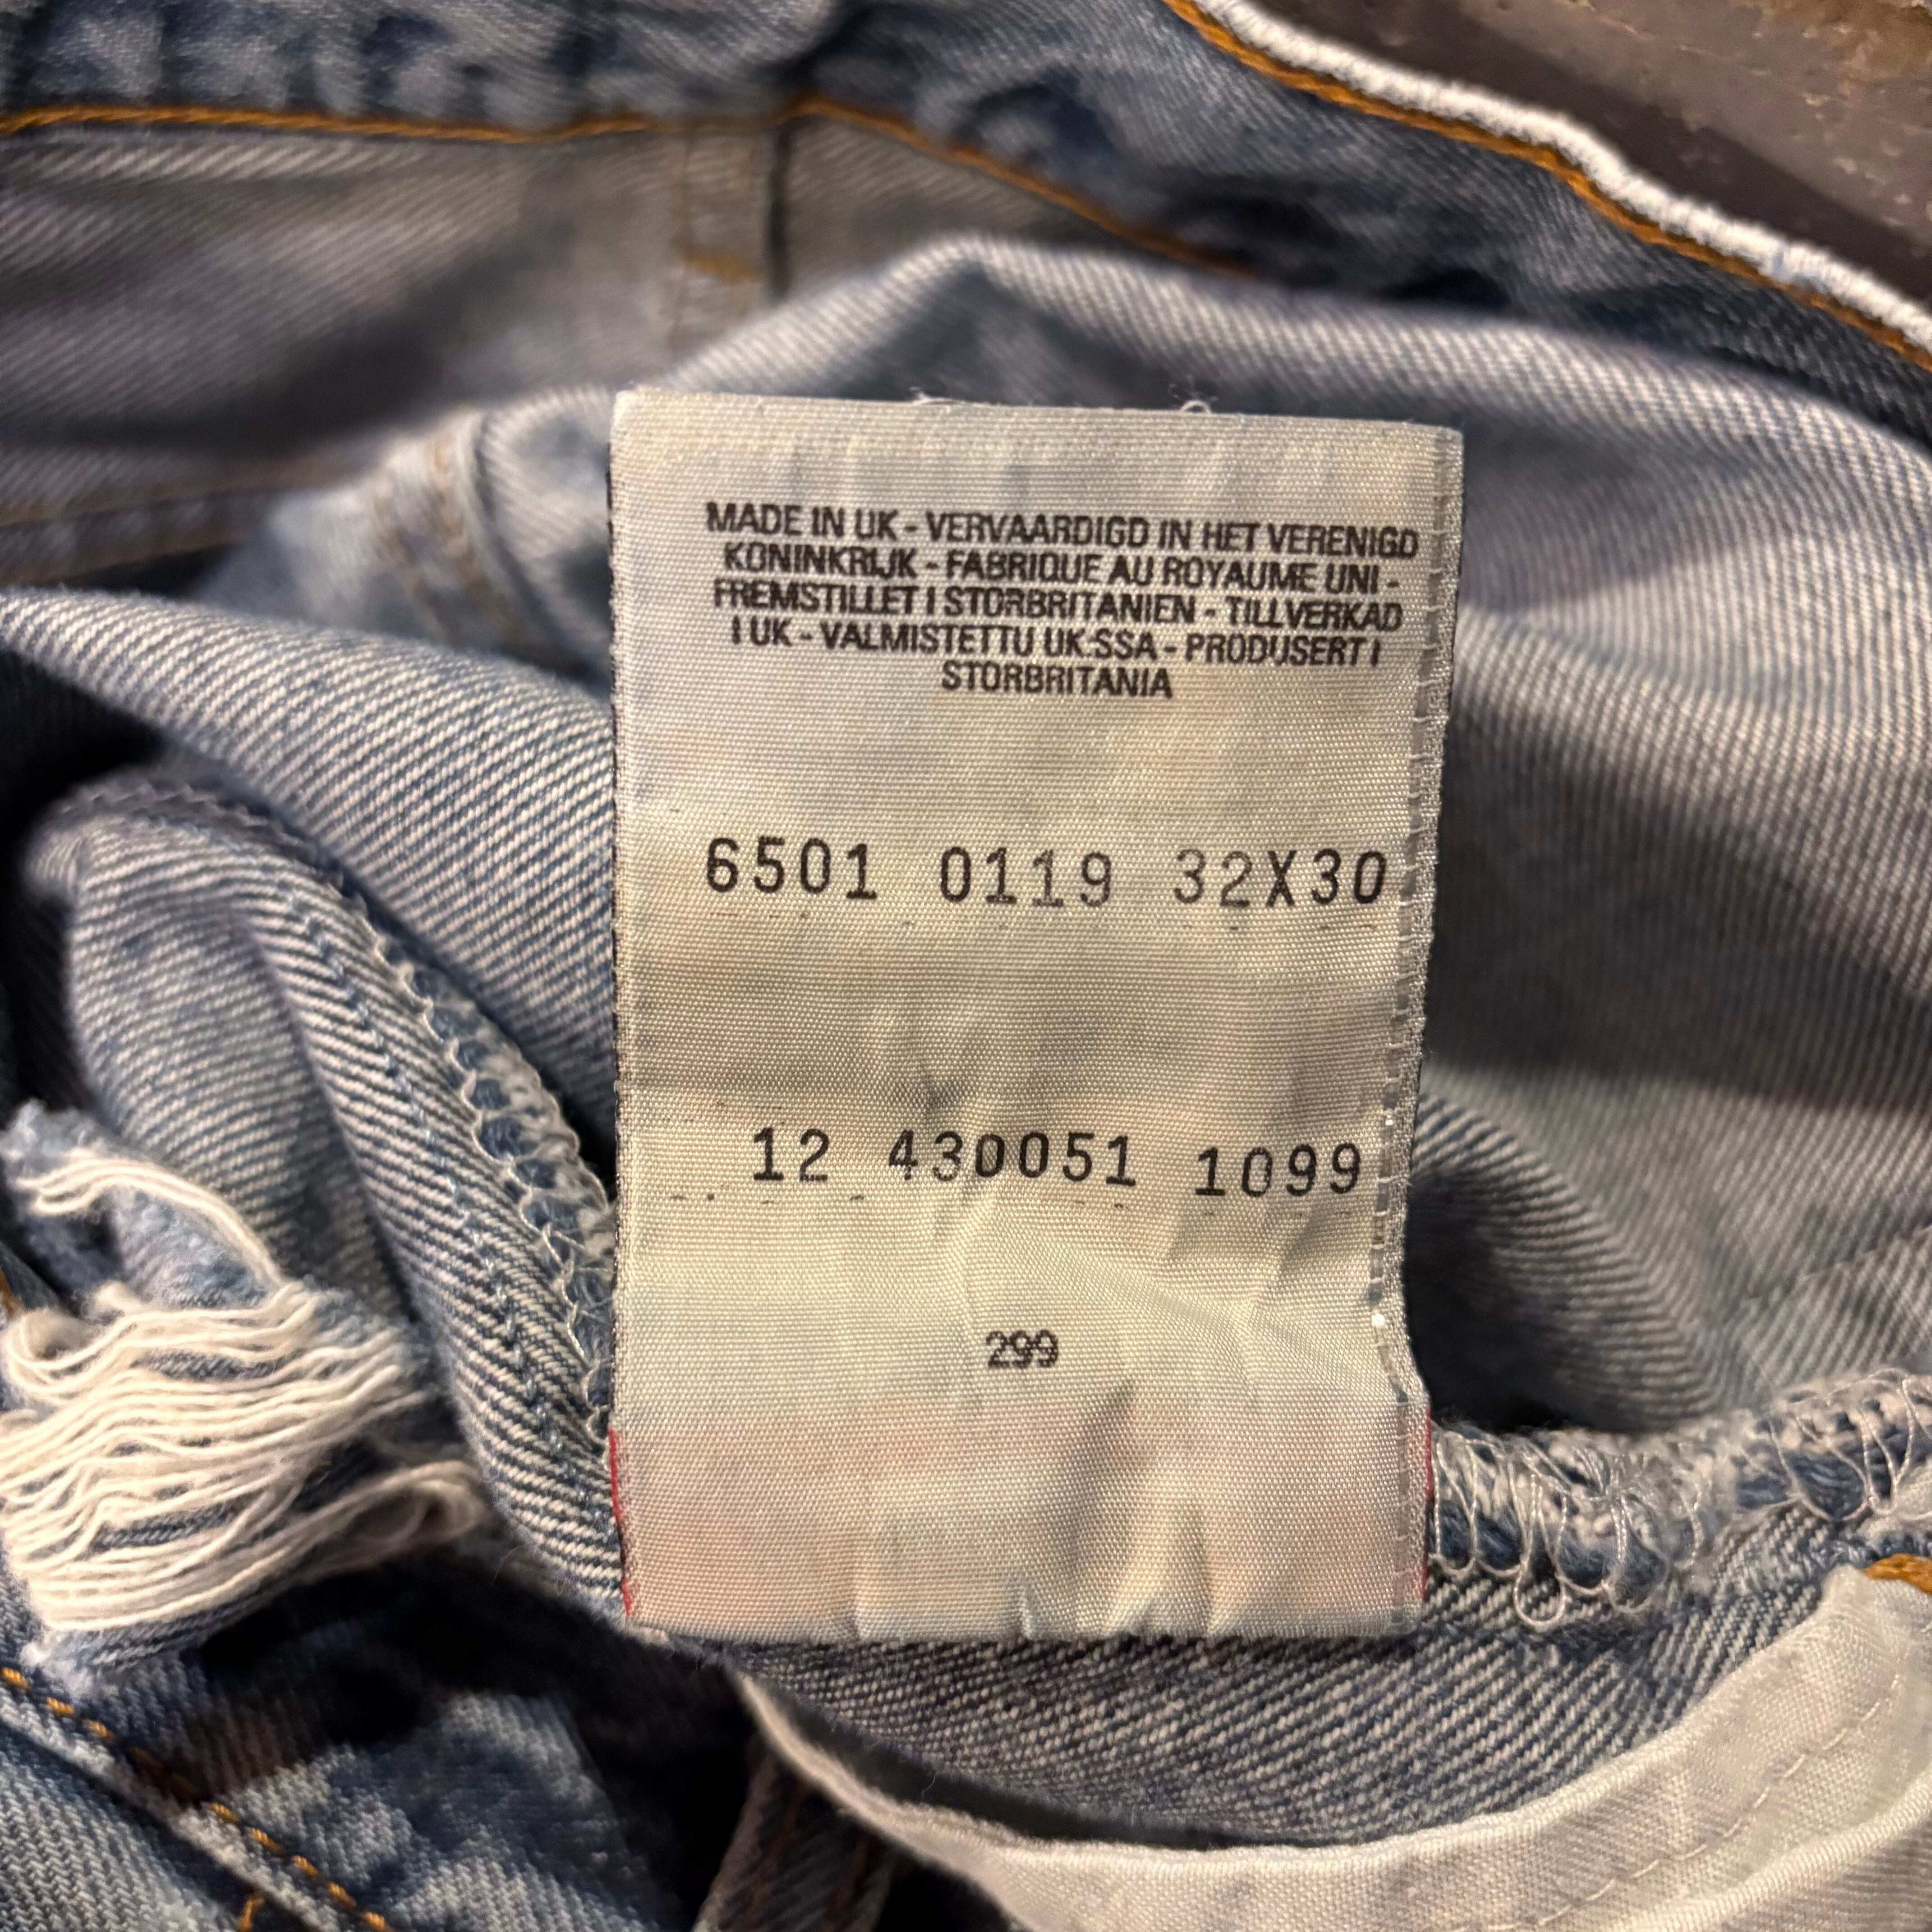 MADE IN UK - VERVAARDIGD IN HET VERENIGD
KONINKRIJK - FABRIQUE AU ROYAUME UNI -
FREMSTILLET I STORBRITANIEN - TILLVERKAD
I UK - VALMISTETTU UK:SSA - PRODUSERT I
STORBRITANIA
6501 0119 32X30
12 430051 1099
299